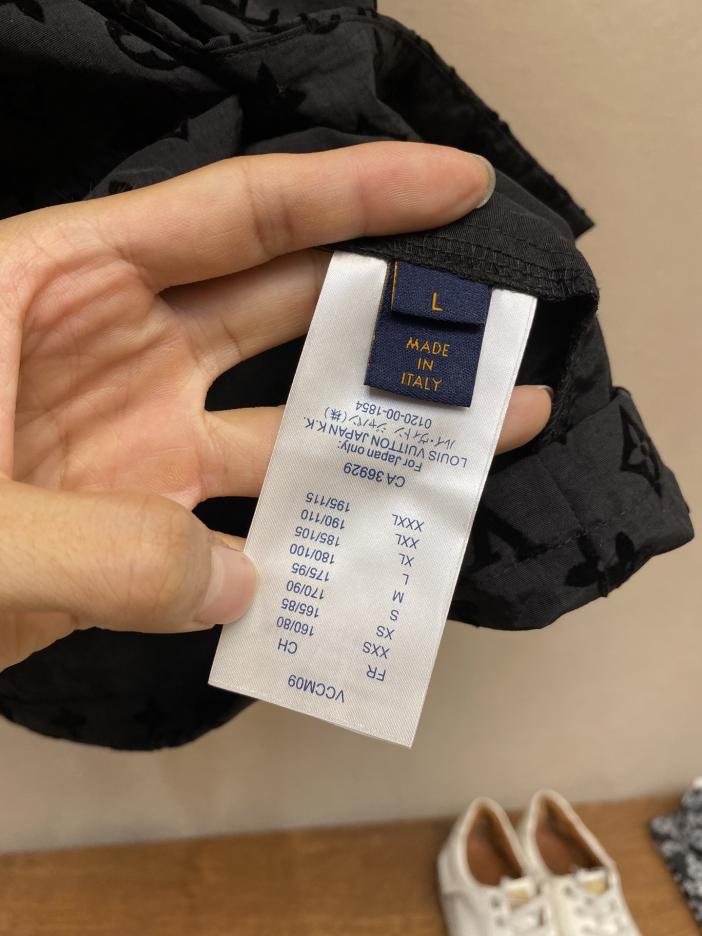 L
MADE
IN
ITALY
VCCM09
FR CH
XXS 160/80
XS 165/85
S 170/90
M 175/95
L 180/100
XL 185/105
XXL 190/110
XXXL 195/115
CA 36929
For Japan only:
LOUIS VUITTON JAPAN K.K.
ルイ・ヴィトン ジャパン(株)
0120-00-1854